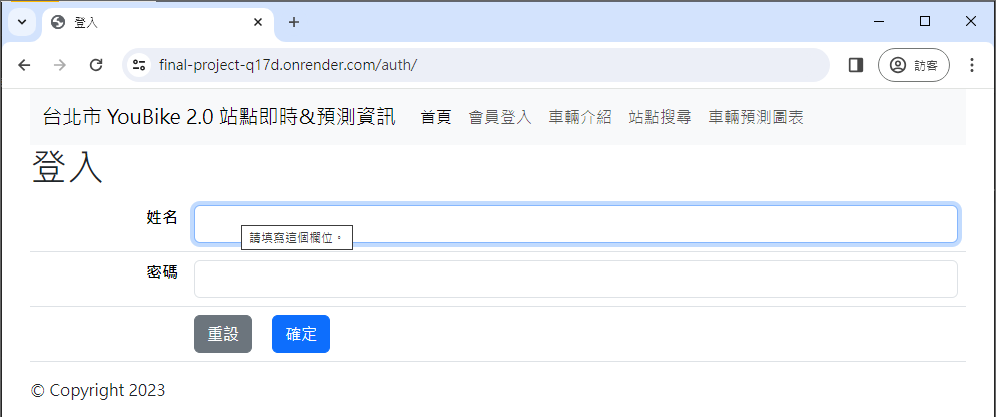 登入
final-project-q17d.onrender.com/auth/
訪客
台北市 YouBike 2.0 站點即時&預測資訊 首頁 會員登入 車輛介紹 站點搜尋 車輛預測圖表
登入
姓名
請填寫這個欄位。
密碼
重設 確定
© Copyright 2023